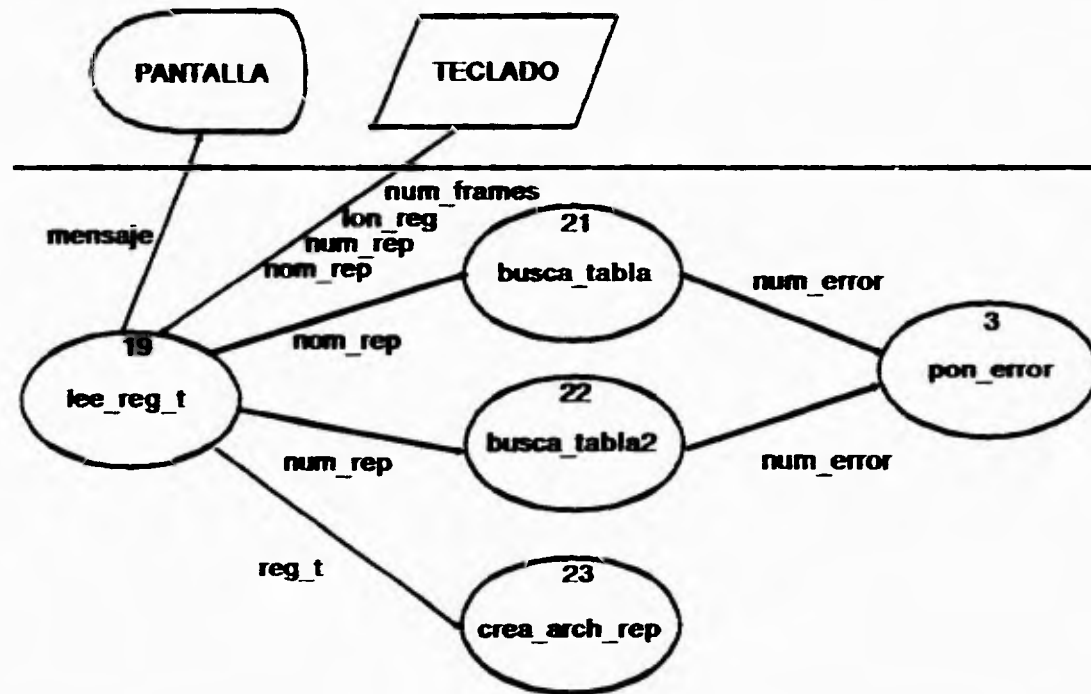 PANTALLA
TECLADO
mensaje
num_frames
lon_reg
num_rep
nom_rep
19
lee_reg_t
nom_rep
num_rep
reg_t
21
busca_tabla
22
busca_tabla2
23
crea_arch_rep
num_error
num_error
3
pon_error